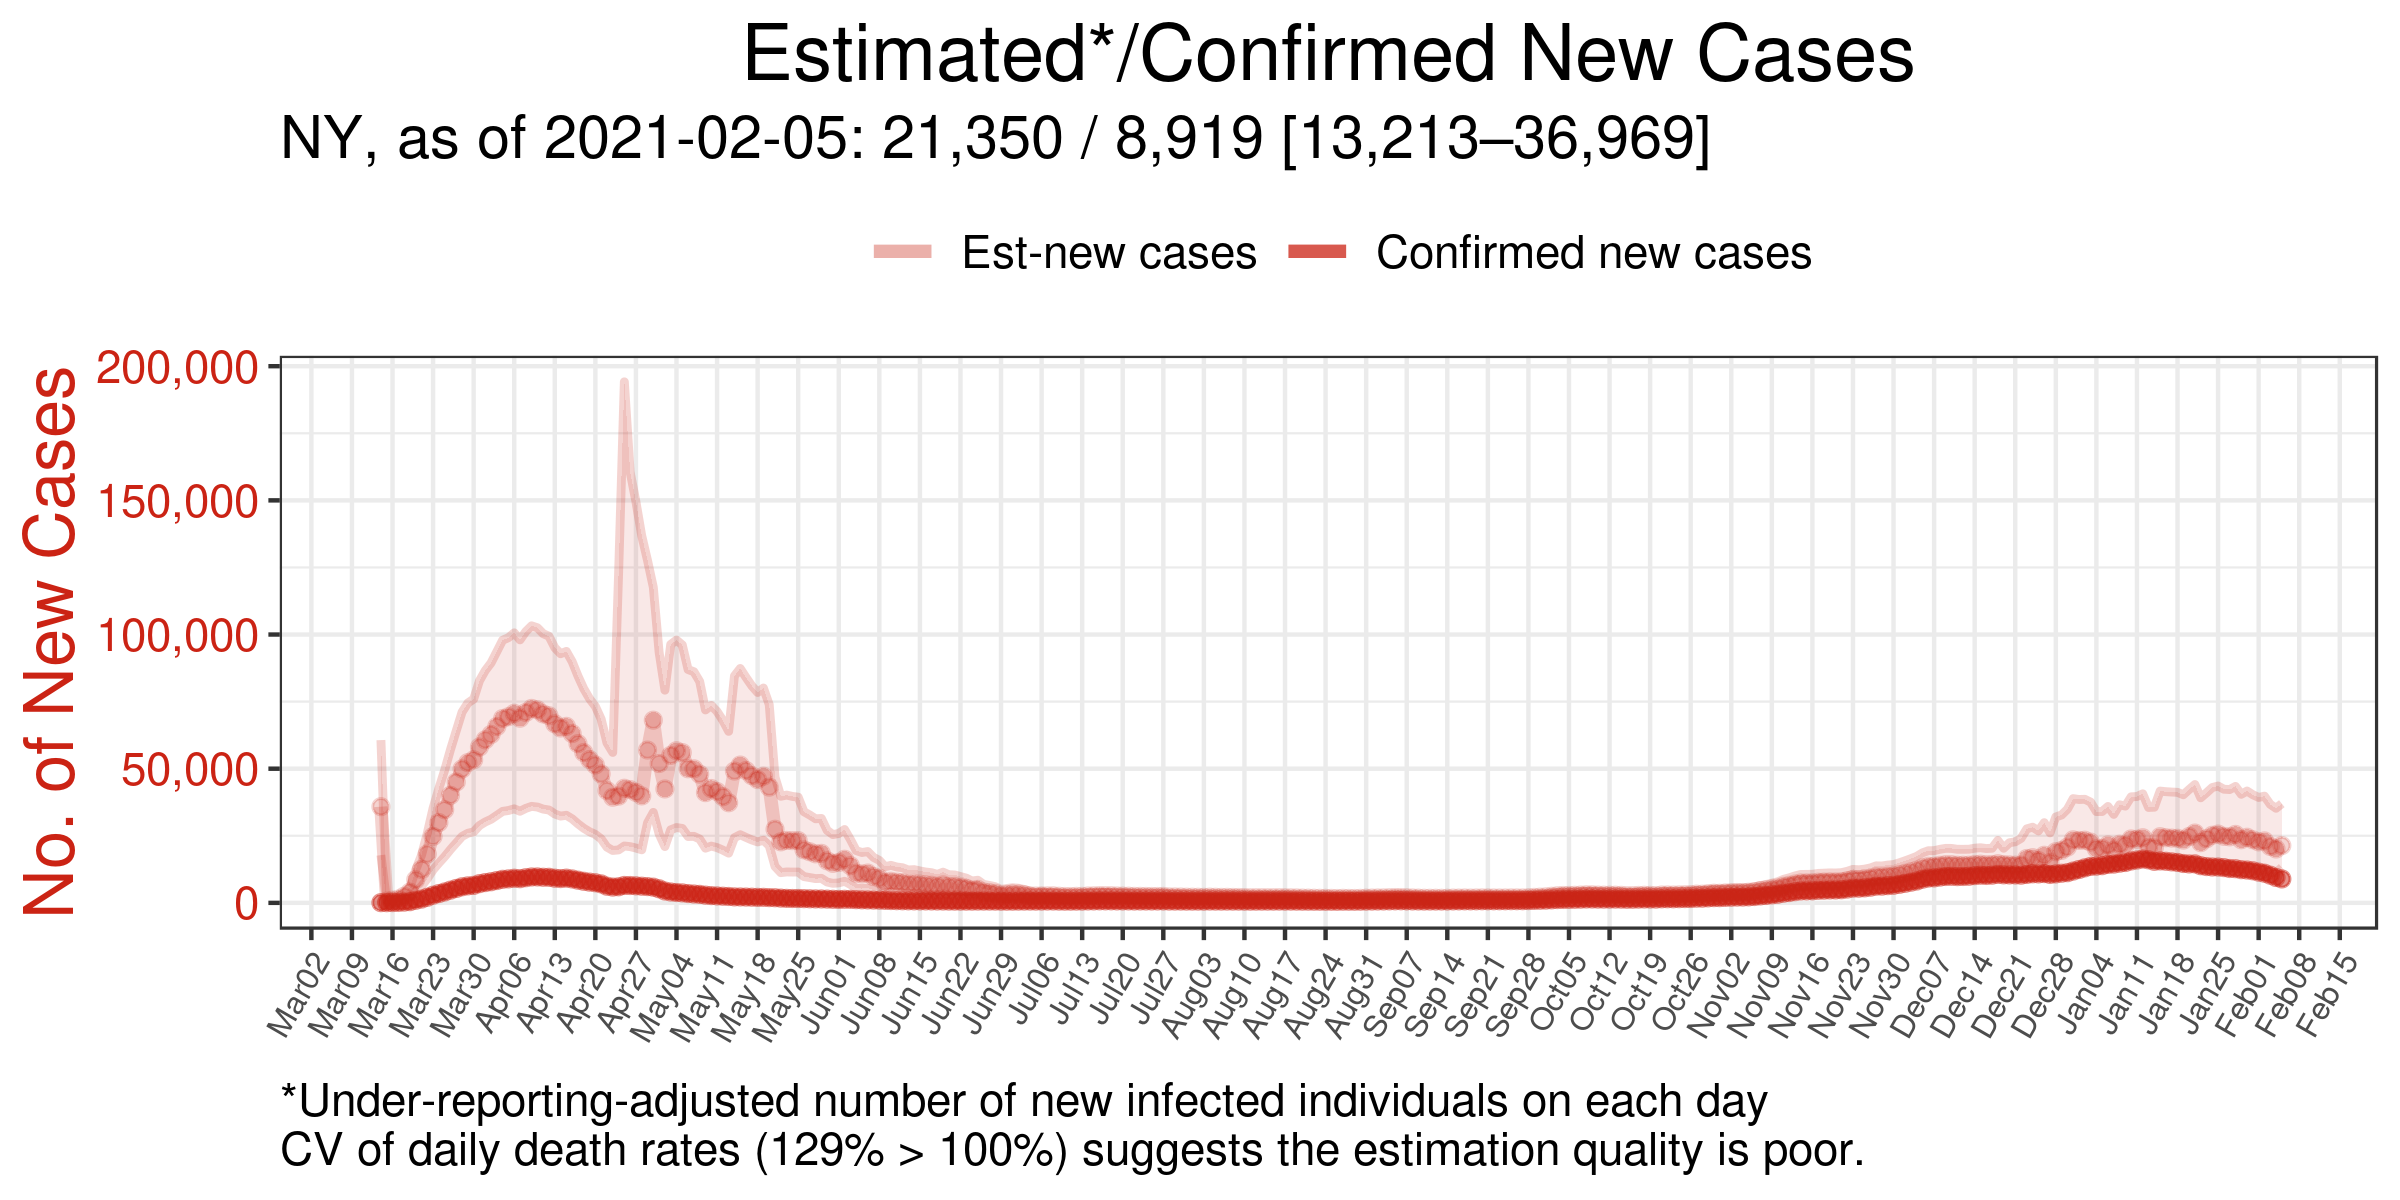 Estimated*/Confirmed New Cases
NY, as of 2021-02-05: 21,350 / 8,919 [13,213–36,969]
Est-new cases Confirmed new cases
No. of New Cases
200,000
150,000
100,000
50,000
0
Mar02 Mar09 Mar16 Mar23 Mar30 Apr06 Apr13 Apr20 Apr27 May04 May11 May18 May25 Jun01 Jun08 Jun15 Jun22 Jun29 Jul06 Jul13 Jul20 Jul27 Aug03 Aug10 Aug17 Aug24 Aug31 Sep07 Sep14 Sep21 Sep28 Oct05 Oct12 Oct19 Oct26 Nov02 Nov09 Nov16 Nov23 Nov30 Dec07 Dec14 Dec21 Dec28 Jan04 Jan11 Jan18 Jan25 Feb01 Feb08 Feb15
*Under-reporting-adjusted number of new infected individuals on each day
CV of daily death rates (129% > 100%) suggests the estimation quality is poor.